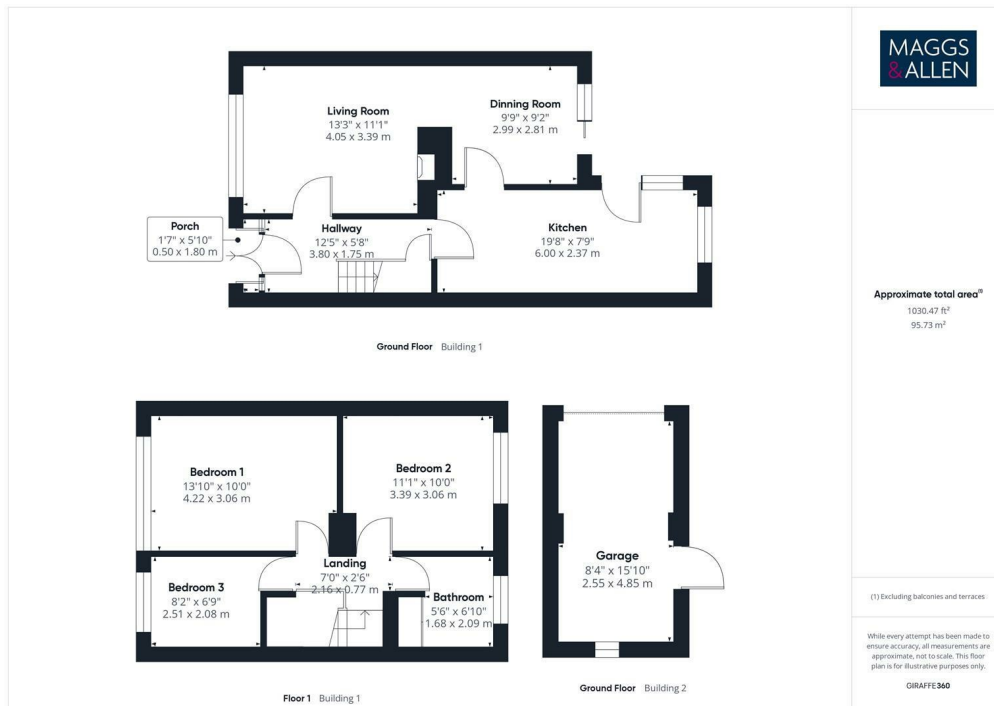 MAGGS
&ALLEN
Living Room
13'3" x 11'1"
4.05 x 3.39 m
Dinning Room
9'9" x 9'2"
2.99 x 2.81 m
Porch
1'7" x 5'10"
0.50 x 1.80 m
Hallway
12'5" x 5'8"
3.80 x 1.75 m
Kitchen
19'8" x 7'9"
6.00 x 2.37 m
Ground Floor Building 1
Approximate total area(1)
1030.47 ft²
95.73 m²
Bedroom 1
13'10" x 10'0"
4.22 x 3.06 m
Bedroom 2
11'1" x 10'0"
3.39 x 3.06 m
Landing
7'0" x 2'6"
2.16 x 0.77 m
Bedroom 3
8'2" x 6'9"
2.51 x 2.08 m
Bathroom
5'6" x 6'10"
1.68 x 2.09 m
Floor 1 Building 1
Garage
8'4" x 15'10"
2.55 x 4.85 m
Ground Floor Building 2
(1) Excluding balconies and terraces
While every attempt has been made to
ensure accuracy, all measurements are
approximate, not to scale. This floor
plan is for illustrative purposes only.
GIRAFFE360